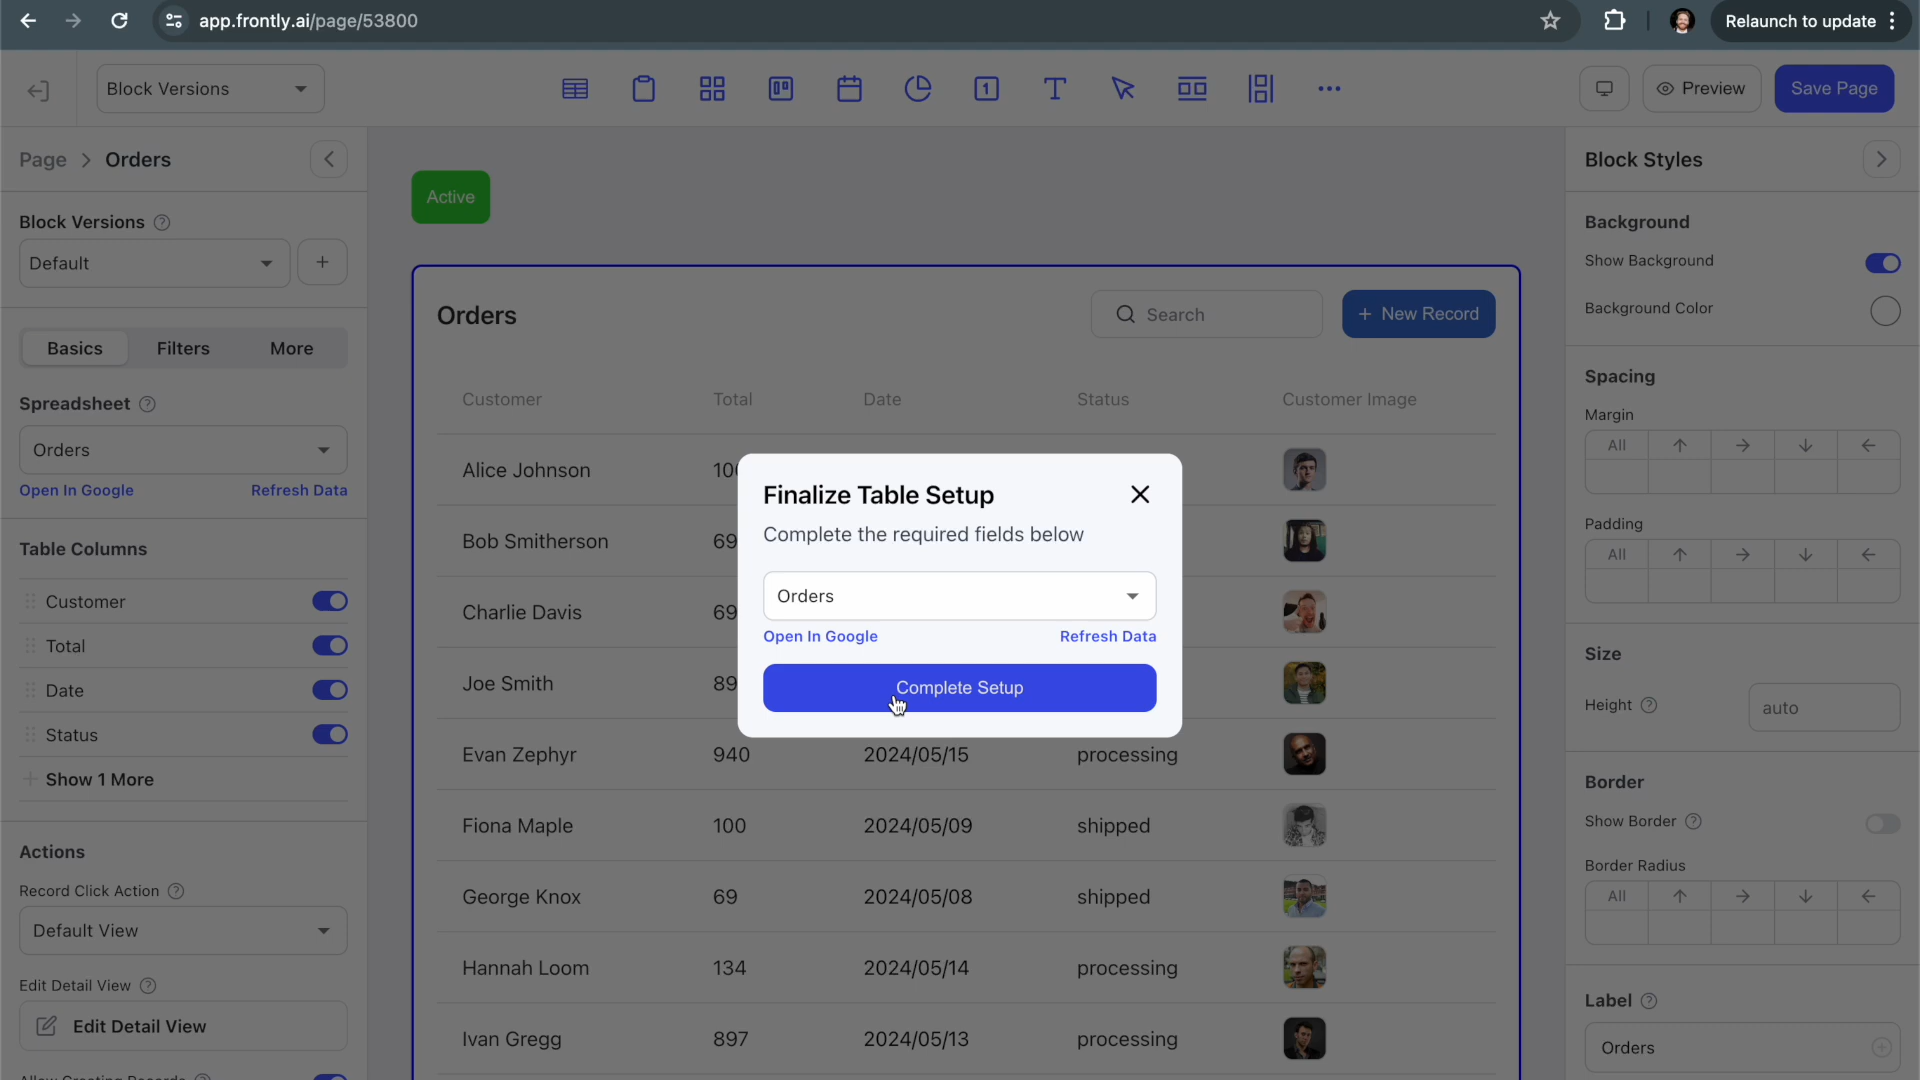 app.frontly.ai/page/53800
Relaunch to update
Block Versions
1
T
Preview
Save Page
Page > Orders
Block Versions ?
Default
+
Basics
Filters
More
Spreadsheet ?
Orders
Open In Google
Refresh Data
Table Columns
Customer
Total
Date
Status
+ Show 1 More
Actions
Record Click Action ?
Default View
Edit Detail View ?
Edit Detail View
Allow Creating Records ?
Active
Orders
Search
+ New Record
Customer Total Date Status Customer Image
Alice Johnson
Bob Smitherson
Charlie Davis
Joe Smith
Evan Zephyr 940 2024/05/15 processing
Fiona Maple 100 2024/05/09 shipped
George Knox 69 2024/05/08 shipped
Hannah Loom 134 2024/05/14 processing
Ivan Gregg 897 2024/05/13 processing
Finalize Table Setup
Complete the required fields below
Orders
Open In Google
Refresh Data
Complete Setup
Block Styles
Background
Show Background
Background Color
Spacing
Margin
All
Padding
All
Size
Height ?
auto
Border
Show Border ?
Border Radius
All
Label ?
Orders